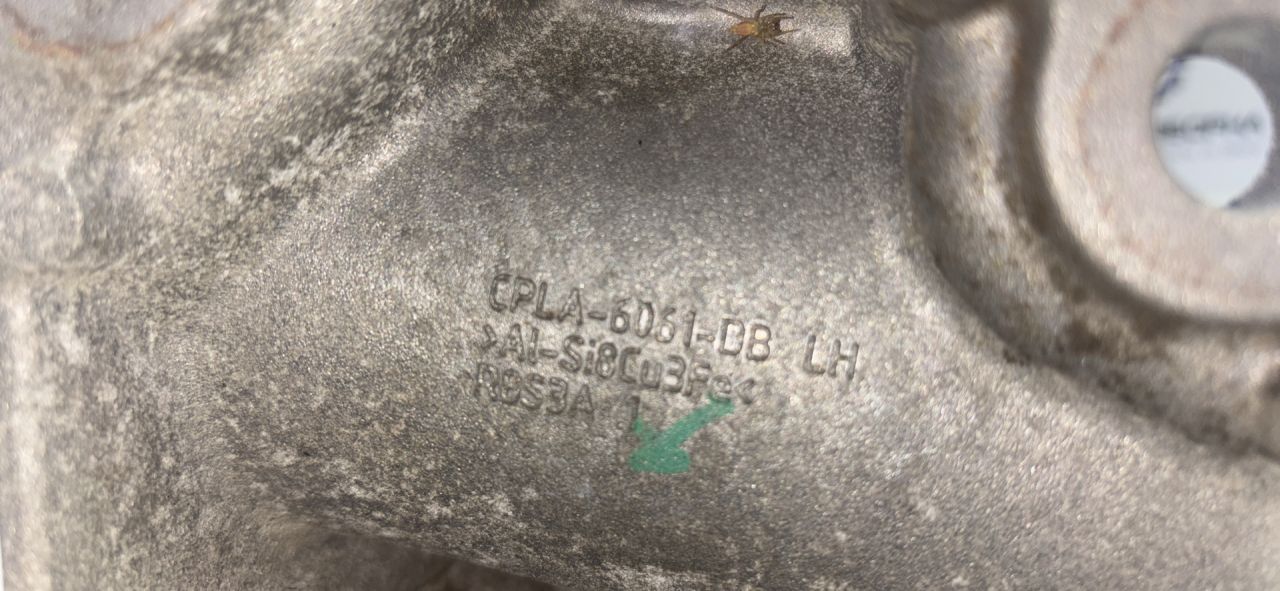 CPLA-6061-DB LH
>Al-Si8Cu3Fe<
RDS3A 1